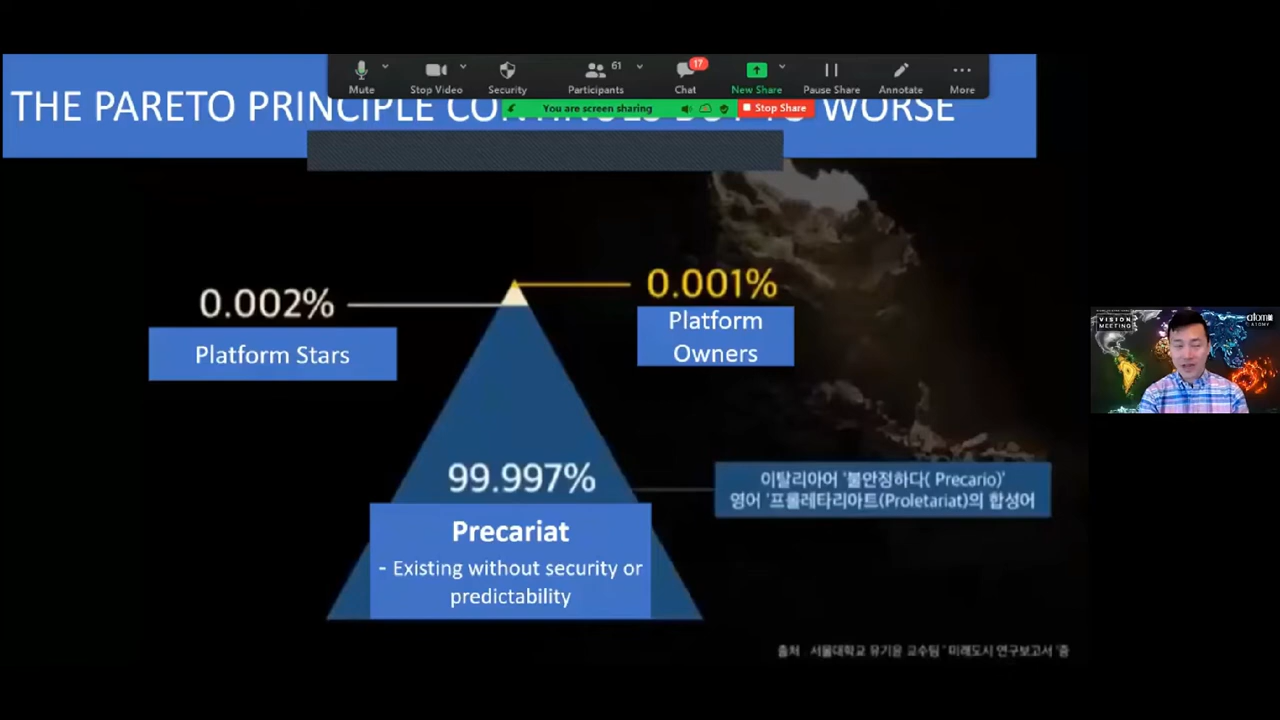 61
17
Mute
Stop Video
Security
Participants
Chat
New Share
Pause Share
Annotate
More
You are screen sharing
Stop Share
THE PARETO PRINCIPLE WORSE
0.001%
0.002%
Platform
Owners
Platform Stars
VISION
MEETING
atom
ATOMY
99.997%
이탈리아어 '불안정하다( Precario)'
영어 '프롤레타리아트(Proletariat)의 합성어
Precariat
- Existing without security or
predictability
출처 서울대학교 유기윤 교수팀 ' 미래도시 연구보고서 '중